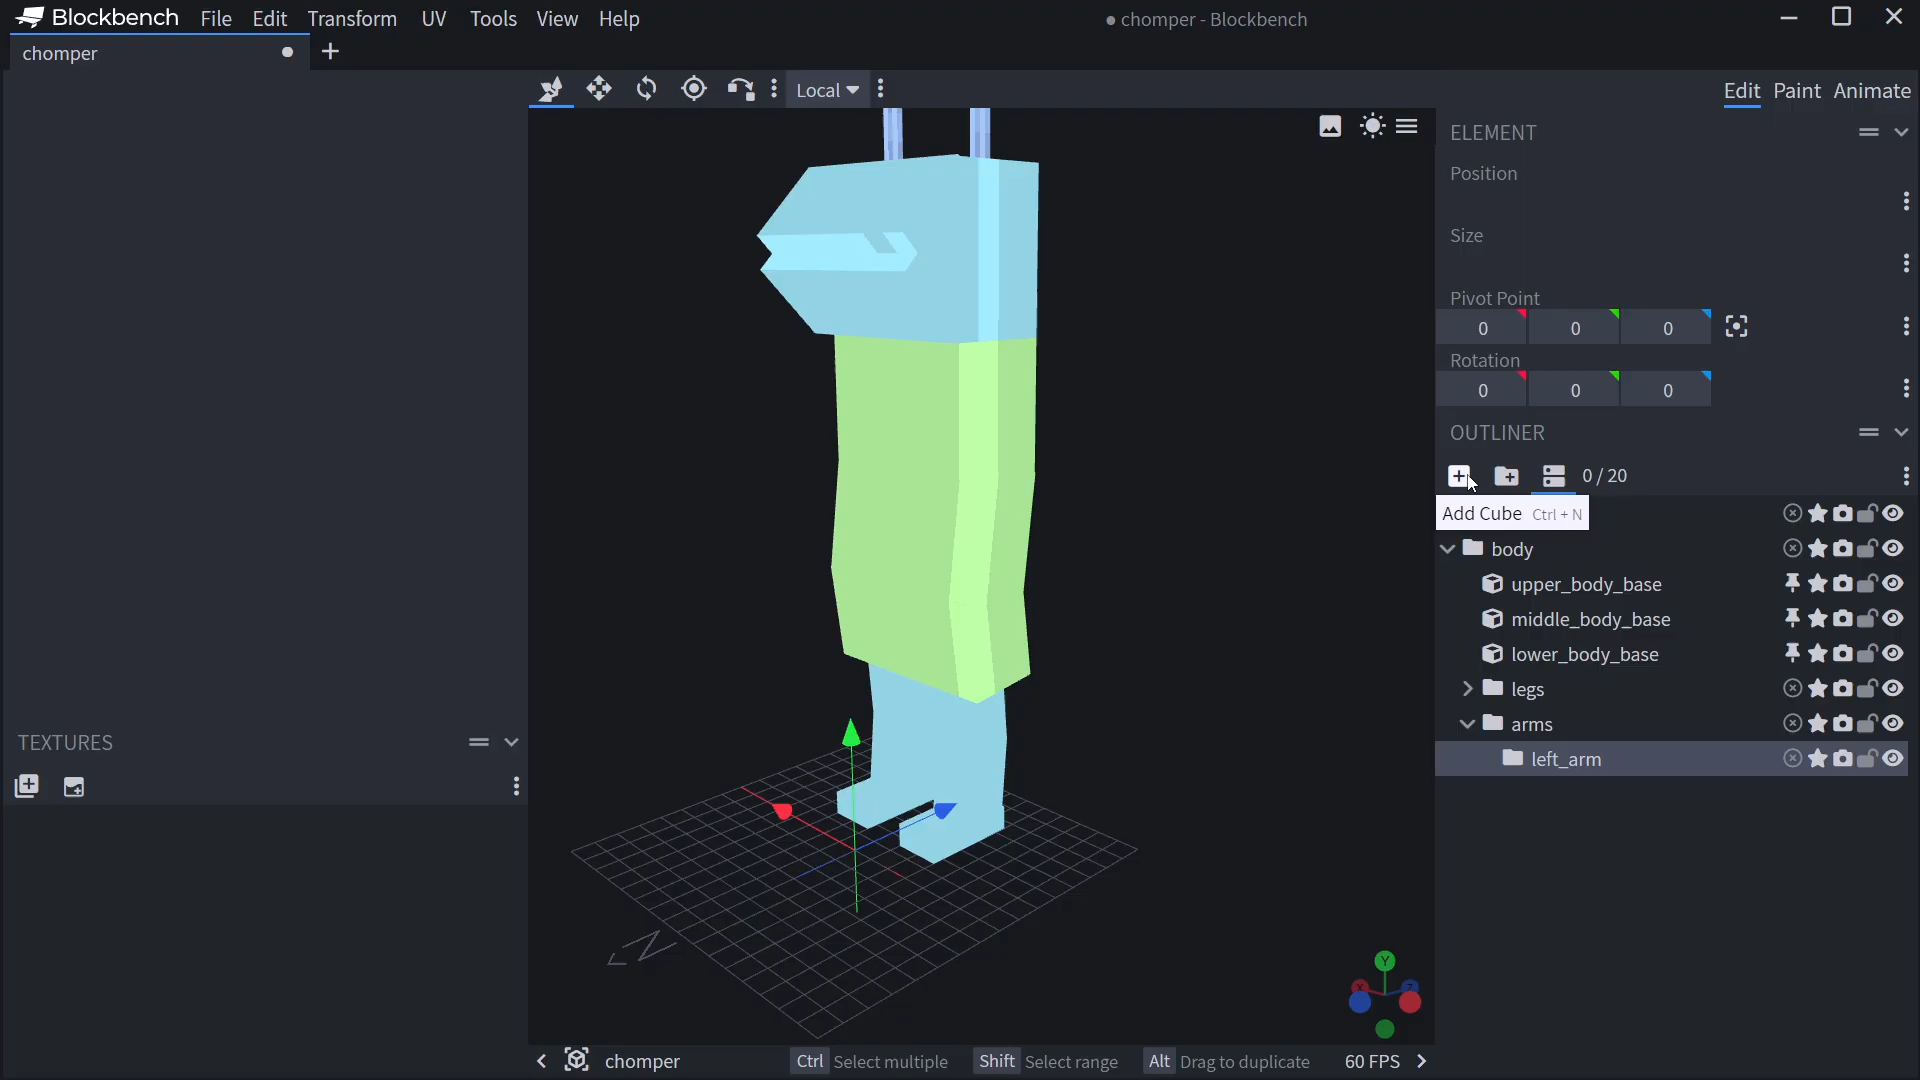 Blockbench File Edit Transform UV Tools View Help
● chomper - Blockbench
chomper
Local
Edit Paint Animate
ELEMENT
Position
Size
Pivot Point
0 0 0
Rotation
0 0 0
OUTLINER
0 / 20
Add Cube Ctrl + N
body
upper_body_base
middle_body_base
lower_body_base
legs
arms
left_arm
TEXTURES
N
Y
X
Z
chomper
Ctrl Select multiple Shift Select range Alt Drag to duplicate 60 FPS